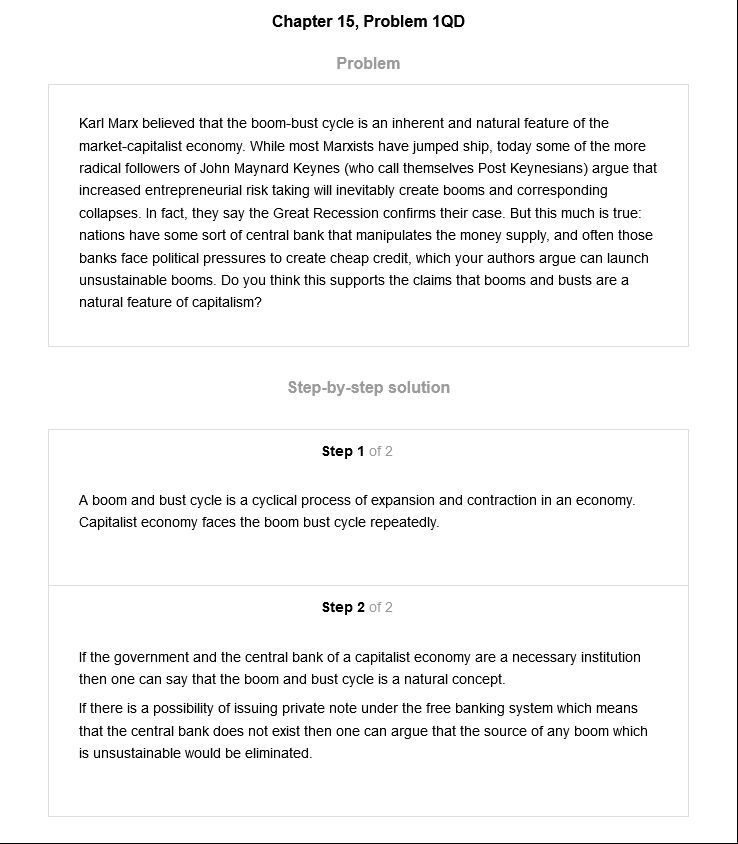 Chapter 15, Problem 1QD
Problem
Karl Marx believed that the boom-bust cycle is an inherent and natural feature of the
market-capitalist economy. While most Marxists have jumped ship, today some of the more
radical followers of John Maynard Keynes (who call themselves Post Keynesians) argue that
increased entrepreneurial risk taking will inevitably create booms and corresponding
collapses. In fact, they say the Great Recession confirms their case. But this much is true:
nations have some sort of central bank that manipulates the money supply, and often those
banks face political pressures to create cheap credit, which your authors argue can launch
unsustainable booms. Do you think this supports the claims that booms and busts are a
natural feature of capitalism?
Step-by-step solution
Step 1 of 2
A boom and bust cycle is a cyclical process of expansion and contraction in an economy.
Capitalist economy faces the boom bust cycle repeatedly.
Step 2 of 2
If the government and the central bank of a capitalist economy are a necessary institution
then one can say that the boom and bust cycle is a natural concept.
If there is a possibility of issuing private note under the free banking system which means
that the central bank does not exist then one can argue that the source of any boom which
is unsustainable would be eliminated.